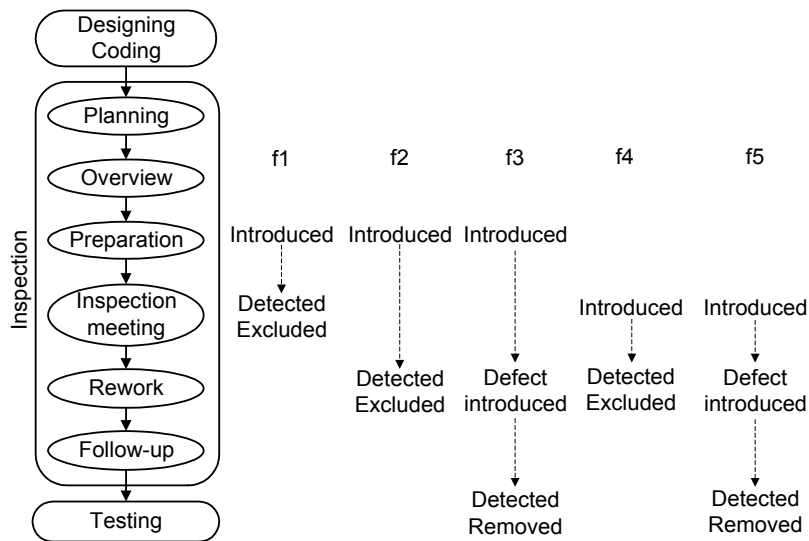 Designing
Coding
Planning
Overview
Preparation
Inspection
meeting
Rework
Follow-up
Testing
Inspection
f1
f2
f3
f4
f5
Introduced
Introduced
Introduced
Detected
Excluded
Introduced
Introduced
Detected
Excluded
Defect
introduced
Detected
Excluded
Defect
introduced
Detected
Removed
Detected
Removed